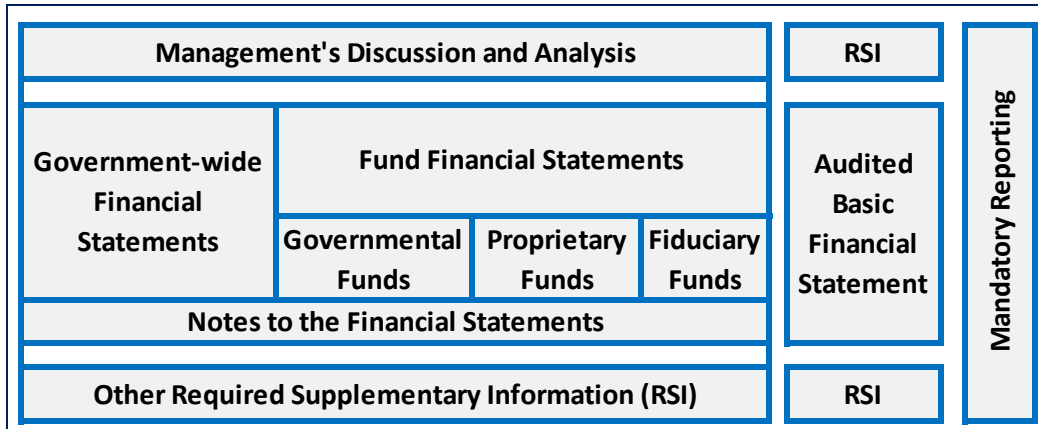 Management's Discussion and Analysis
RSI
Government-wide
Financial
Statements
Fund Financial Statements
Governmental
Funds
Proprietary
Funds
Fiduciary
Funds
Notes to the Financial Statements
Audited
Basic
Financial
Statement
Other Required Supplementary Information (RSI)
RSI
Mandatory Reporting